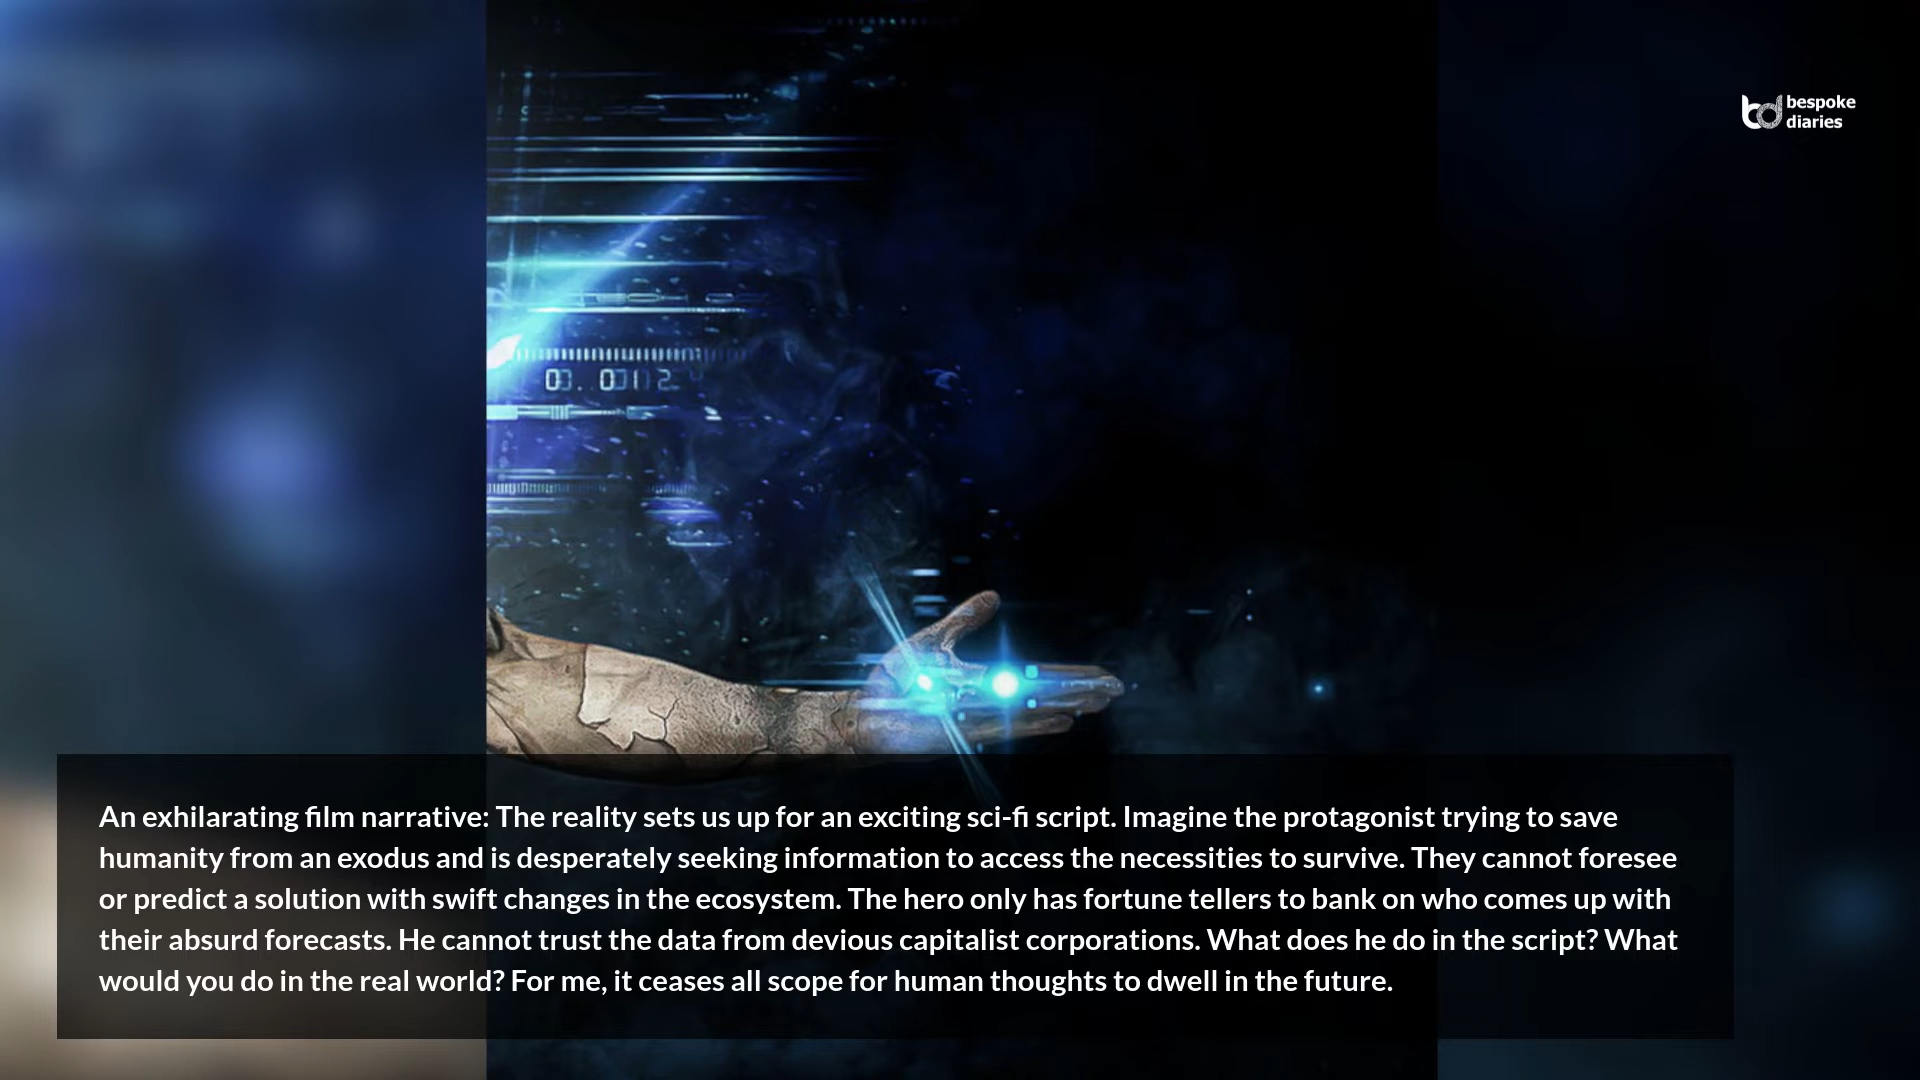 bespoke
diaries
03..03112
An exhilarating film narrative: The reality sets us up for an exciting sci-fi script. Imagine the protagonist trying to save
humanity from an exodus and is desperately seeking information to access the necessities to survive. They cannot foresee
or predict a solution with swift changes in the ecosystem. The hero only has fortune tellers to bank on who comes up with
their absurd forecasts. He cannot trust the data from devious capitalist corporations. What does he do in the script? What
would you do in the real world? For me, it ceases all scope for human thoughts to dwell in the future.